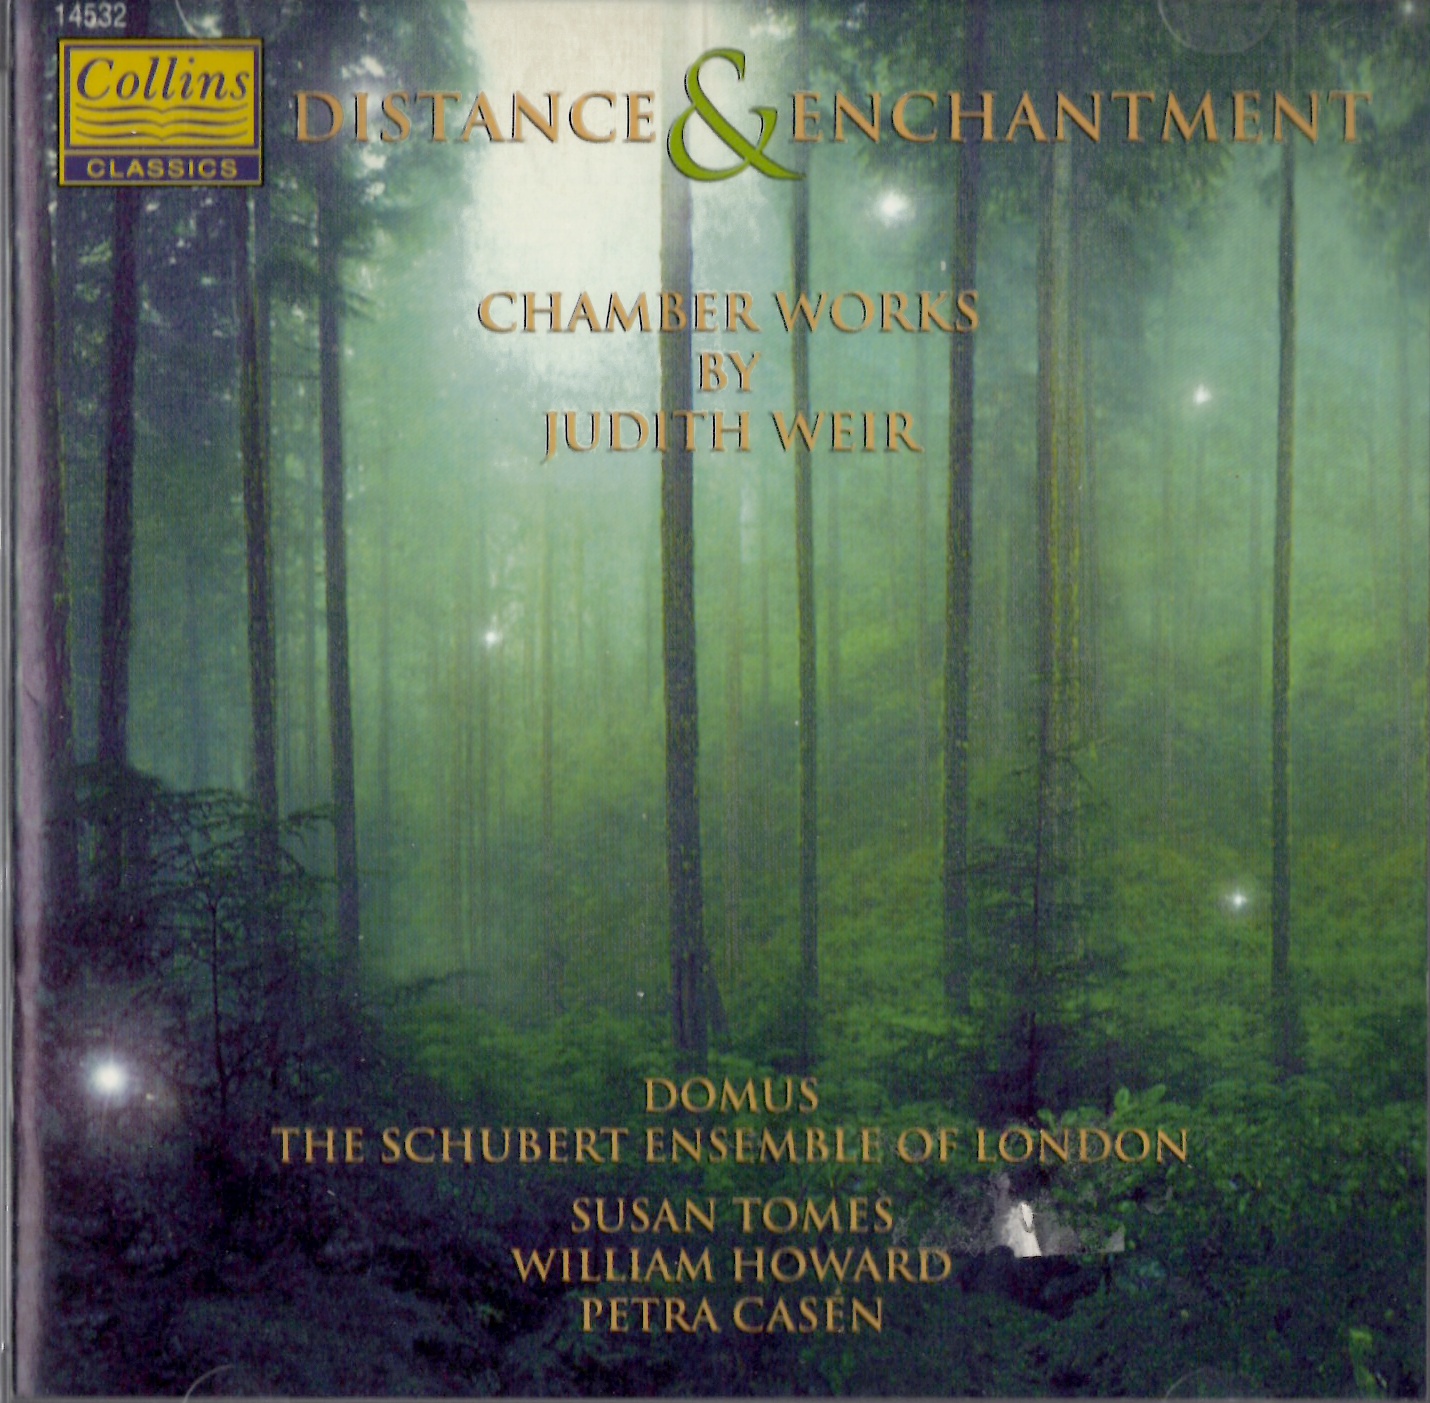 14532
Collins
CLASSICS
DISTANCE & ENCHANTMENT
CHAMBER WORKS
BY
JUDITH WEIR
DOMUS
THE SCHUBERT ENSEMBLE OF LONDON
SUSAN TOMES
WILLIAM HOWARD
PETRA CASÉN